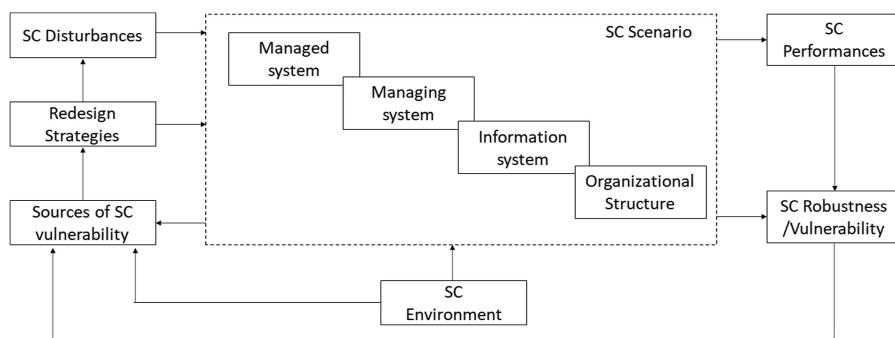 SC Disturbances
Redesign
Strategies
Sources of SC
vulnerability
SC Scenario
Managed
system
Managing
system
Information
system
Organizational
Structure
SC
Environment
SC
Performances
SC Robustness
/Vulnerability